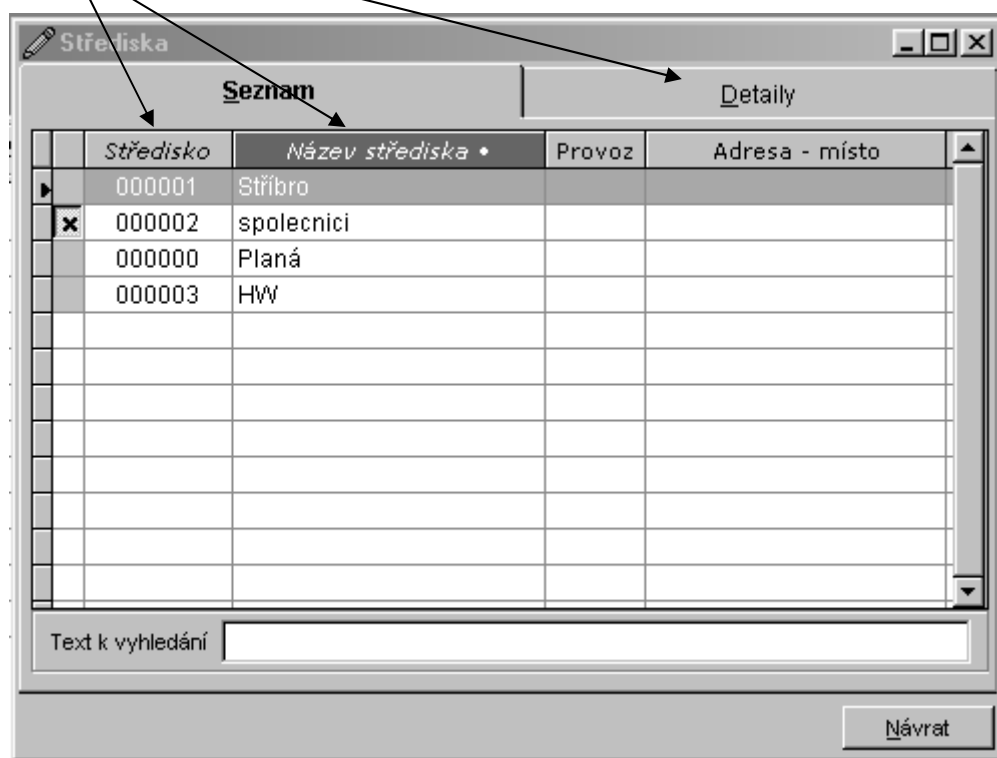 Střediska
Seznam Detaily
Středisko Název střediska • Provoz Adresa - místo
000001 Stříbro
000002 spolecnici
000000 Planá
000003 HW
Text k vyhledání
Návrat